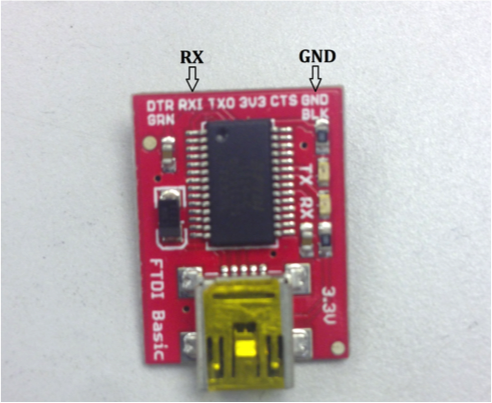 RX
GND
DTR RXI TXO 3V3 CTS GND
GRN
BLK
TX RX
3.3V
FTDI Basic